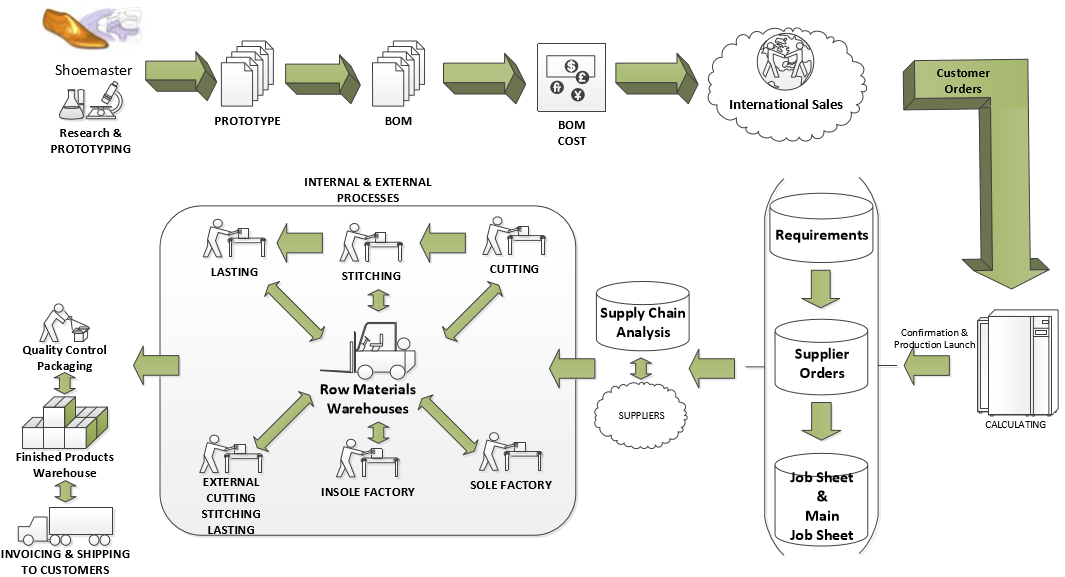 Shoemaster
Research &
PROTOTYPING
PROTOTYPE
BOM
$
£
¥
BOM
COST
International Sales
Customer
Orders
INTERNAL & EXTERNAL
PROCESSES
LASTING
STITCHING
CUTTING
Row Materials
Warehouses
EXTERNAL
CUTTING
STITCHING
LASTING
INSOLE FACTORY
SOLE FACTORY
Supply Chain
Analysis
SUPPLIERS
Requirements
Supplier
Orders
Job Sheet
&
Main
Job Sheet
Confirmation &
Production Launch
CALCULATING
Quality Control
Packaging
Finished Products
Warehouse
INVOICING & SHIPPING
TO CUSTOMERS